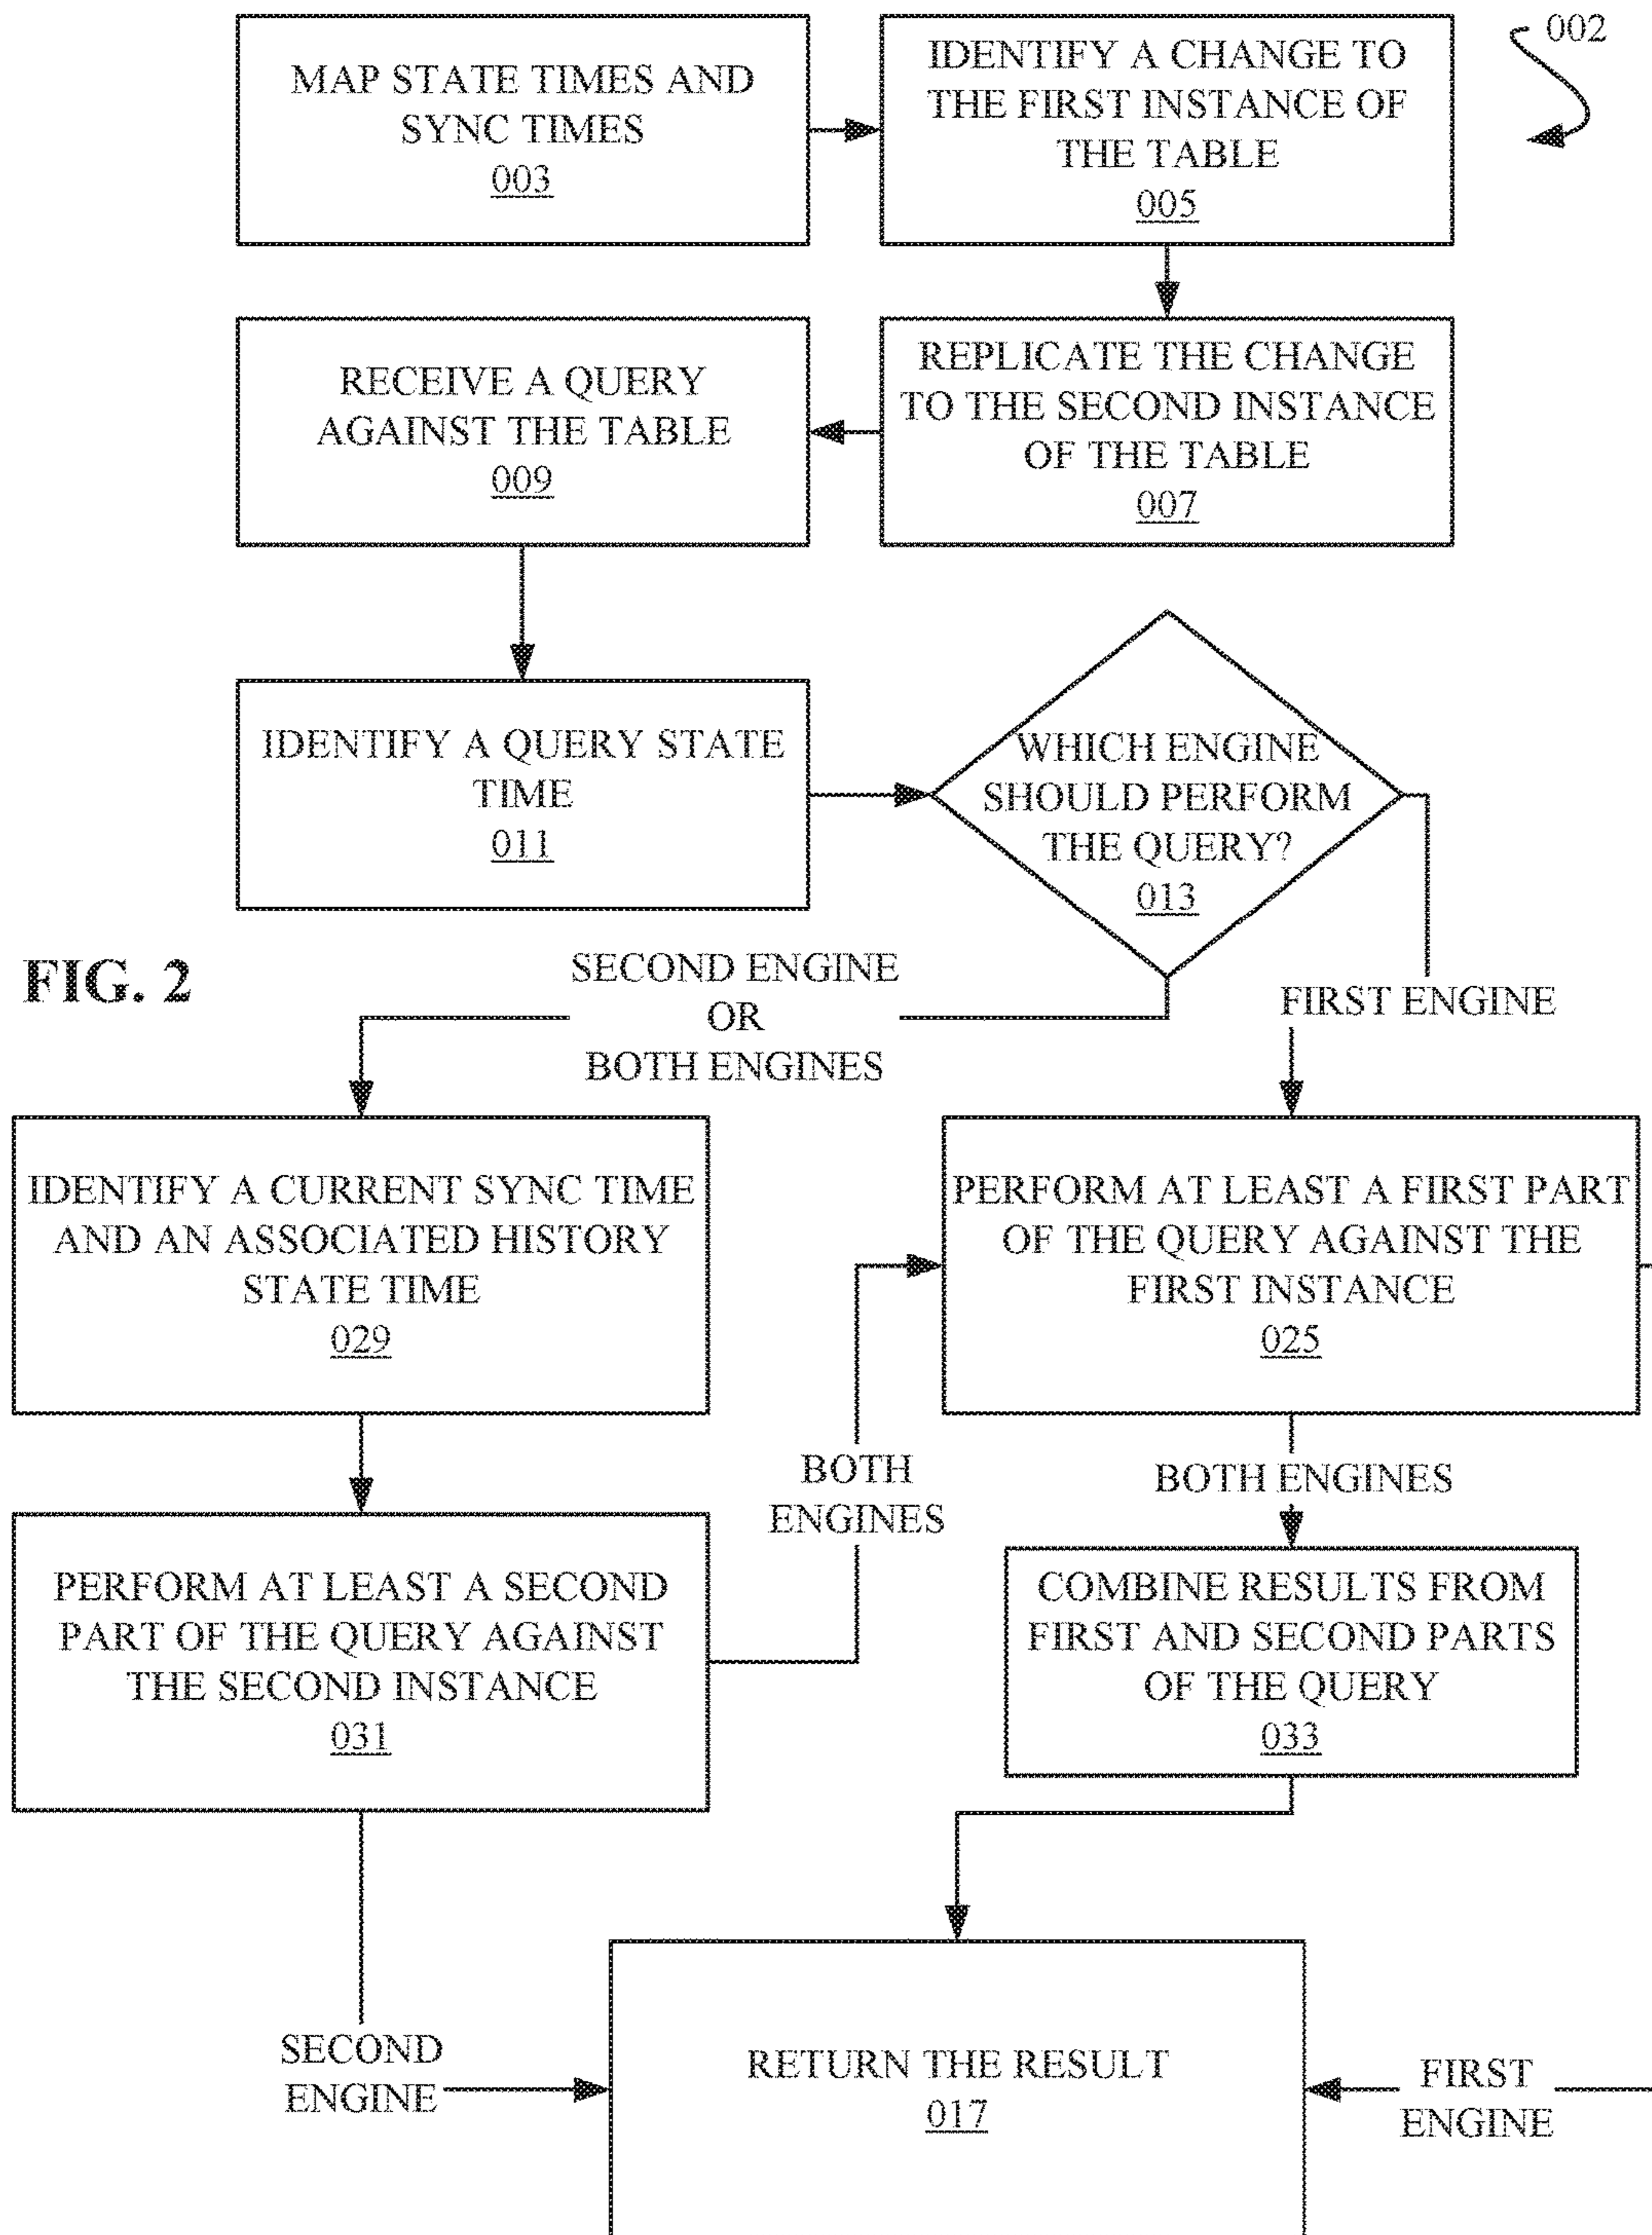 MAP STATE TIMES AND
SYNC TIMES
003
IDENTIFY A CHANGE TO
THE FIRST INSTANCE OF
THE TABLE
005
002
RECEIVE A QUERY
AGAINST THE TABLE
009
REPLICATE THE CHANGE
TO THE SECOND INSTANCE
OF THE TABLE
007
IDENTIFY A QUERY STATE
TIME
011
WHICH ENGINE
SHOULD PERFORM
THE QUERY?
013
FIG. 2
SECOND ENGINE
OR
BOTH ENGINES
FIRST ENGINE
IDENTIFY A CURRENT SYNC TIME
AND AN ASSOCIATED HISTORY
STATE TIME
029
PERFORM AT LEAST A FIRST PART
OF THE QUERY AGAINST THE
FIRST INSTANCE
025
BOTH
ENGINES
BOTH ENGINES
PERFORM AT LEAST A SECOND
PART OF THE QUERY AGAINST
THE SECOND INSTANCE
031
COMBINE RESULTS FROM
FIRST AND SECOND PARTS
OF THE QUERY
033
SECOND
ENGINE
RETURN THE RESULT
017
FIRST
ENGINE